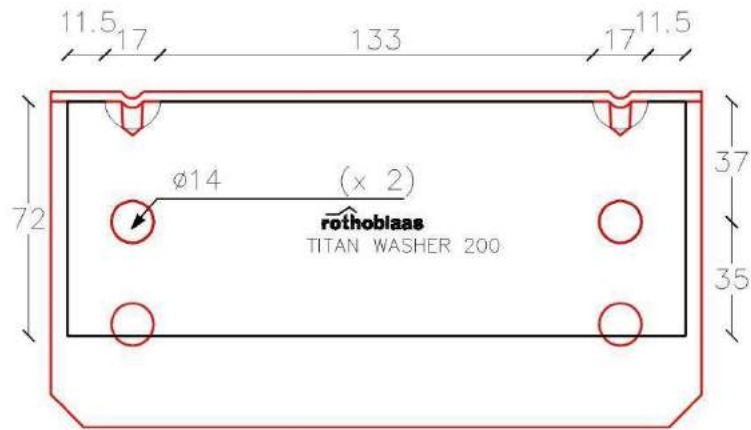 11.5 17 133 17 11.5
37
ø14 (x 2)
72
rothoblaas
TITAN WASHER 200
35